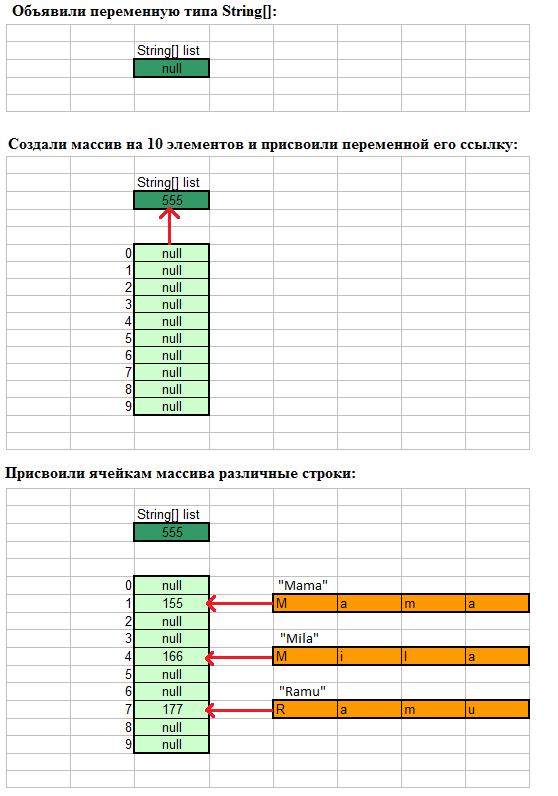 Объявили переменную типа String[]:
String[] list
null
Создали массив на 10 элементов и присвоили переменной его ссылку:
String[] list
555
0 null
1 null
2 null
3 null
4 null
5 null
6 null
7 null
8 null
9 null
Присвоили ячейкам массива различные строки:
String[] list
555
0 null "Mama"
1 155 M a m a
2 null
3 null "Mila"
4 166 M i l a
5 null
6 null "Ramu"
7 177 R a m u
8 null
9 null